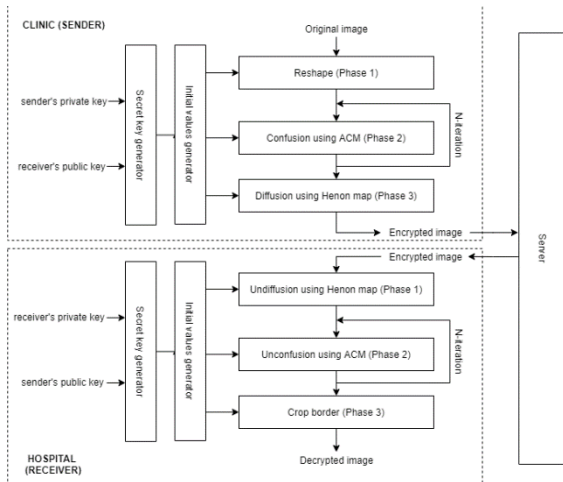 CLINIC (SENDER)
Original image
Reshape (Phase 1)
sender's private key
Secret key generator
Initial values generator
N-iteration
Confusion using ACM (Phase 2)
receiver's public key
Diffusion using Henon map (Phase 3)
Encrypted image
Server
Encrypted image
Undiffusion using Henon map (Phase 1)
receiver's private key
Secret key generator
Initial values generator
N-iteration
Unconfusion using ACM (Phase 2)
sender's public key
Crop border (Phase 3)
HOSPITAL
(RECEIVER)
Decrypted image